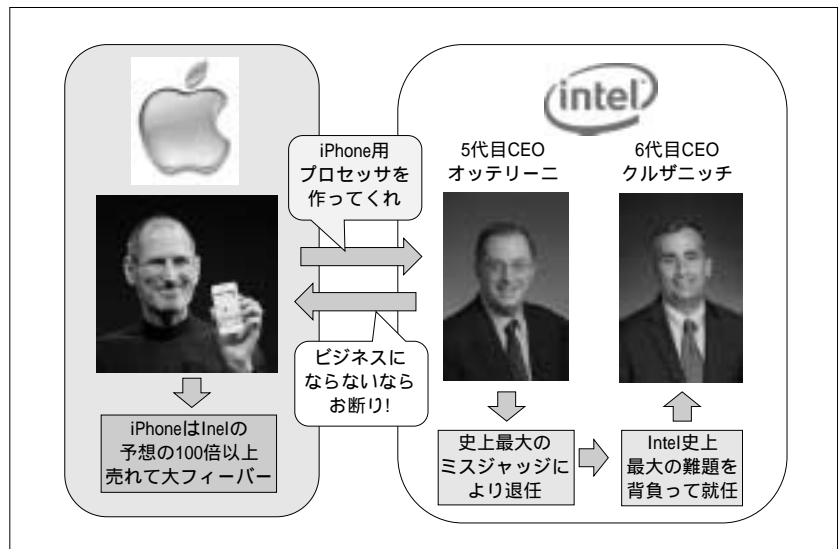 intel
iPhone用
プロセッサを
作ってくれ
5代目CEO
オッテリーニ
6代目CEO
クルザニッチ
ビジネスに
ならないなら
お断り!
iPhoneはInelの
予想の100倍以上
売れて大フィーバー
史上最大の
ミスジャッジに
より退任
Intel史上
最大の難題を
背負って就任